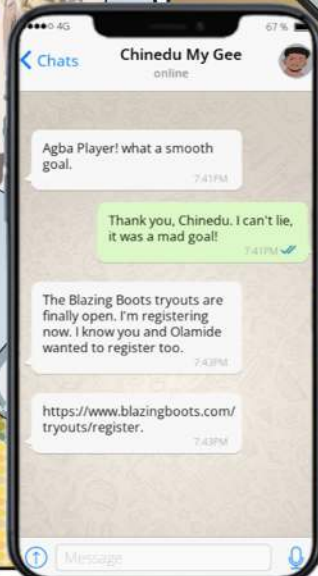 4G
67 %
Chats
Chinedu My Gee
online
Agba Player! what a smooth
goal.
7:41PM
Thank you, Chinedu. I can't lie,
it was a mad goal!
7:41PM
The Blazing Boots tryouts are
finally open. I'm registering
now. I know you and Olamide
wanted to register too.
7:43PM
https://www.blazingboots.com/
tryouts/register.
7:43PM
Message